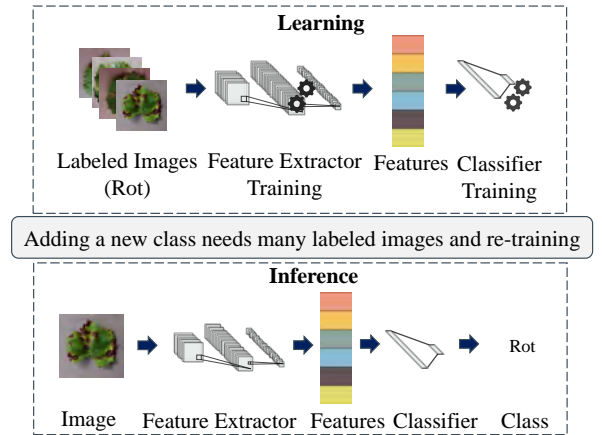 Learning
Labeled Images
(Rot)
Feature Extractor
Training
Features
Classifier
Training
Adding a new class needs many labeled images and re-training
Inference
Rot
Image
Feature Extractor
Features
Classifier
Class